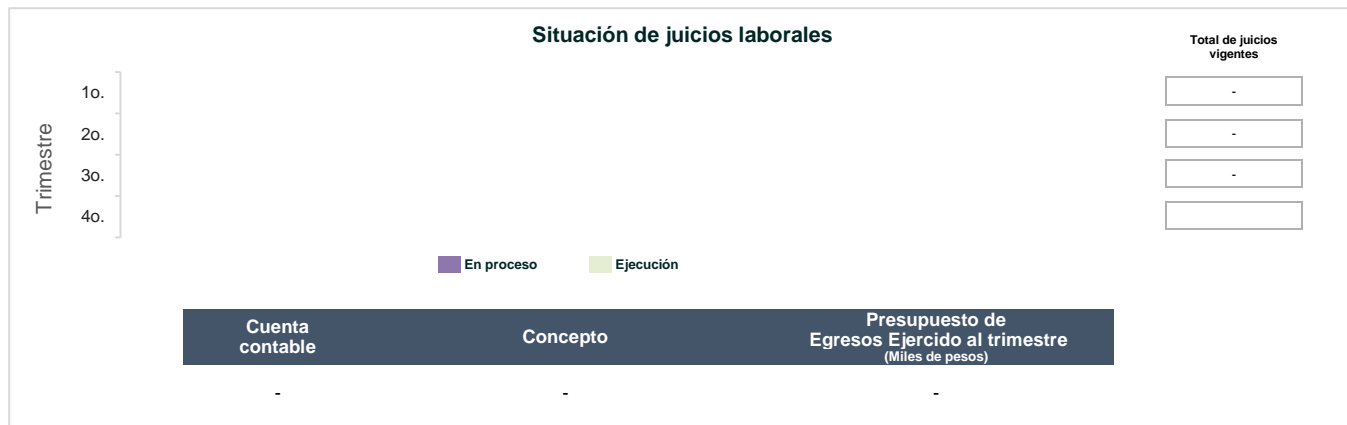 Situación de juicios laborales
Total de juicios
vigentes
Trimestre
1o.
-
2o.
-
3o.
-
4o.
En proceso
Ejecución
Cuenta
contable
Concepto
Presupuesto de
Egresos Ejercido al trimestre
(Miles de pesos)
-
-
-